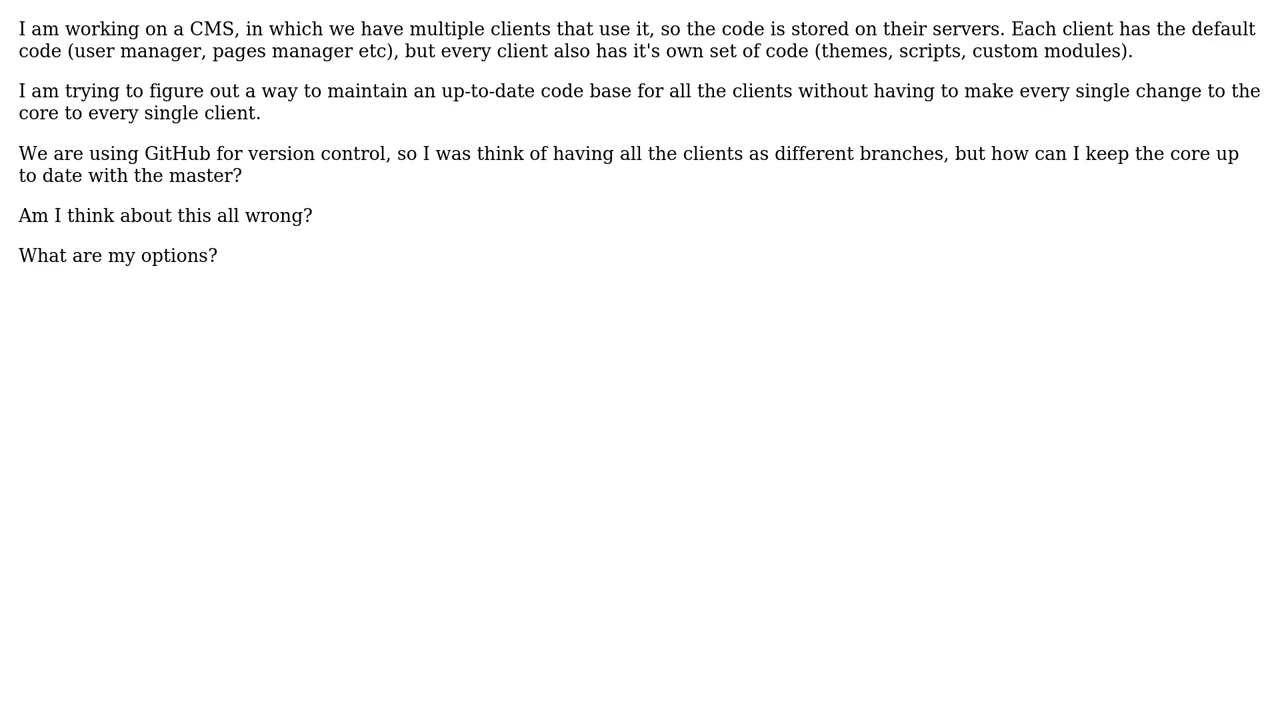 I am working on a CMS, in which we have multiple clients that use it, so the code is stored on their servers. Each client has the default
code (user manager, pages manager etc), but every client also has it's own set of code (themes, scripts, custom modules).
I am trying to figure out a way to maintain an up-to-date code base for all the clients without having to make every single change to the
core to every single client.
We are using GitHub for version control, so I was think of having all the clients as different branches, but how can I keep the core up
to date with the master?
Am I think about this all wrong?
What are my options?